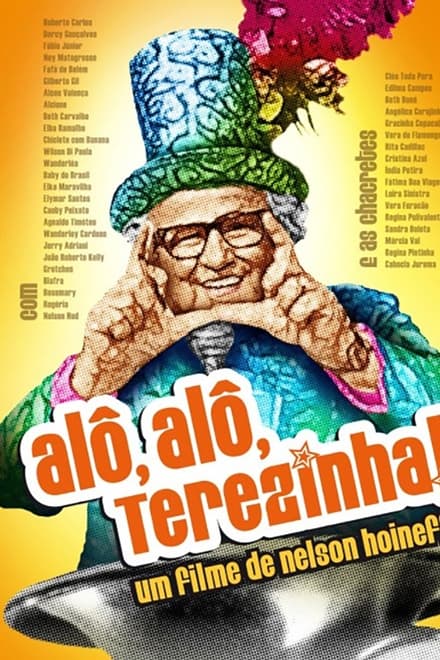 Roberto Carlos
Dercy Gonçalves
Fábio Júnior
Ney Matogrosso
Fafá de Belém
Gilberto Gil
Alceu Valença
Alcione
Beth Carvalho
Elba Ramalho
Chiclete com Banana
Wilson Di Paula
Wanderléa
Baby do Brasil
Elke Maravilha
Elymar Santos
Cauby Peixoto
Agnaldo Timóteo
Wanderley Cardoso
Jerry Adriani
João Roberto Kelly
Gretchen
Biafra
Rosemary
Rogéria
Nelson Ned
com
e as chacretes
Cléo Toda Pura
Edilma Campos
Beth Boné
Angélica
Gracinha Copacabana
Vera do Flamengo
Rita Cadillac
Cristina Azul
Índia Potira
Fátima Boa Viagem
Loira Sinistra
Vera Furacão
Regina Polivalente
Sandra Boleta
Márcia Val
Regina Pintinha
Cabocla Jurema
alô, alô,
Terezinha!
um filme de nelson hoineff